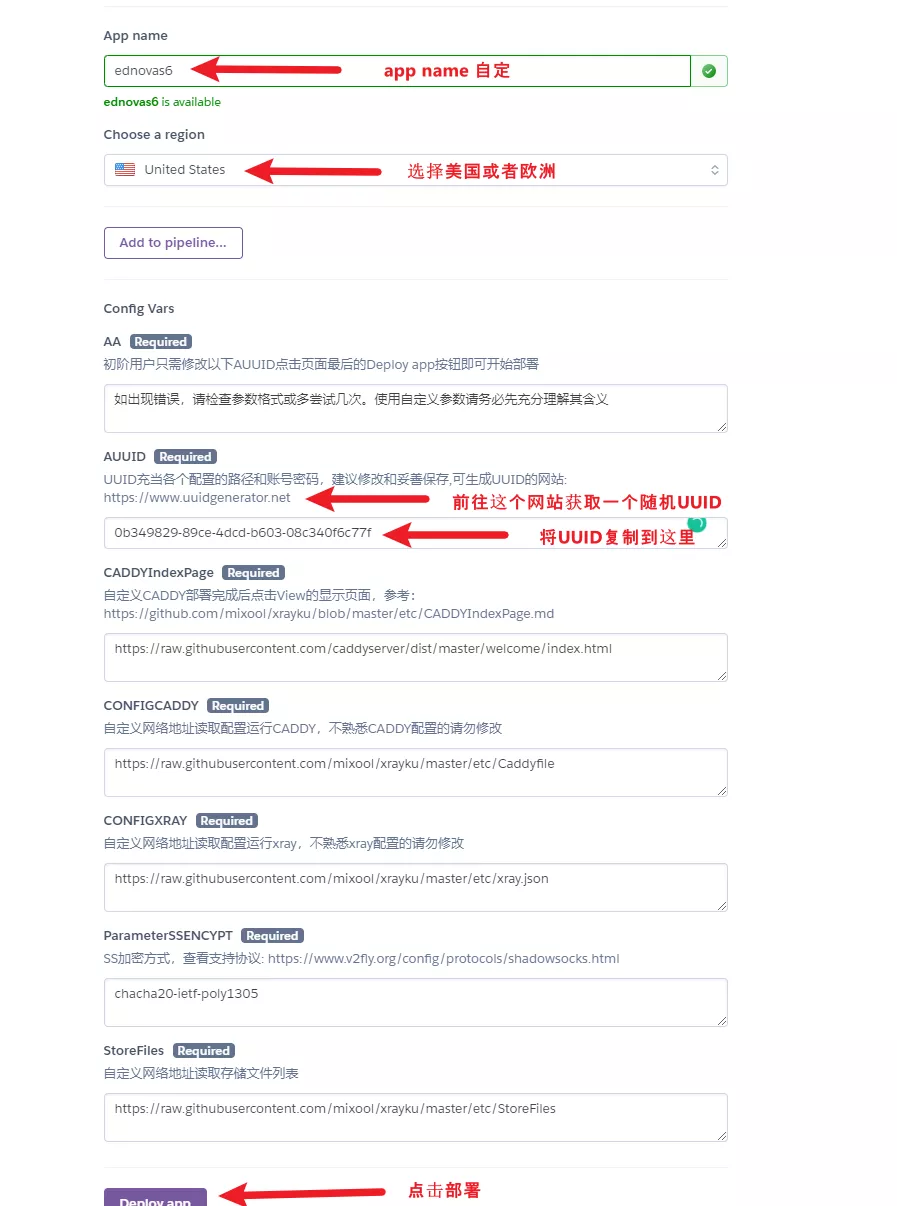 App name
ednovas6
app name 自定
ednovas6 is available
Choose a region
United States
选择美国或者欧洲
Add to pipeline...
Config Vars
AA Required
初阶用户只需修改以下AUUID点击页面最后的Deploy app按钮即可开始部署
如出现错误，请检查参数格式或多尝试几次。使用自定义参数请务必先充分理解其含义
AUUID Required
UUID充当各个配置的路径和账号密码，建议修改和妥善保存,可生成UUID的网站:
https://www.uuidgenerator.net
前往这个网站获取一个随机UUID
0b349829-89ce-4dcd-b603-08c340f6c77f
将UUID复制到这里
CADDYIndexPage Required
自定义CADDY部署完成后点击View的显示页面，参考：
https://github.com/mixool/xrayku/blob/master/etc/CADDYIndexPage.md
https://raw.githubusercontent.com/caddyserver/dist/master/welcome/index.html
CONFIGCADDY Required
自定义网络地址读取配置运行CADDY，不熟悉CADDY配置的请勿修改
https://raw.githubusercontent.com/mixool/xrayku/master/etc/Caddyfile
CONFIGXRAY Required
自定义网络地址读取配置运行xray，不熟悉xray配置的请勿修改
https://raw.githubusercontent.com/mixool/xrayku/master/etc/xray.json
ParameterSSENCYPT Required
SS加密方式，查看支持协议: https://www.v2fly.org/config/protocols/shadowsocks.html
chacha20-ietf-poly1305
StoreFiles Required
自定义网络地址读取存储文件列表
https://raw.githubusercontent.com/mixool/xrayku/master/etc/StoreFiles
Deploy app
点击部署